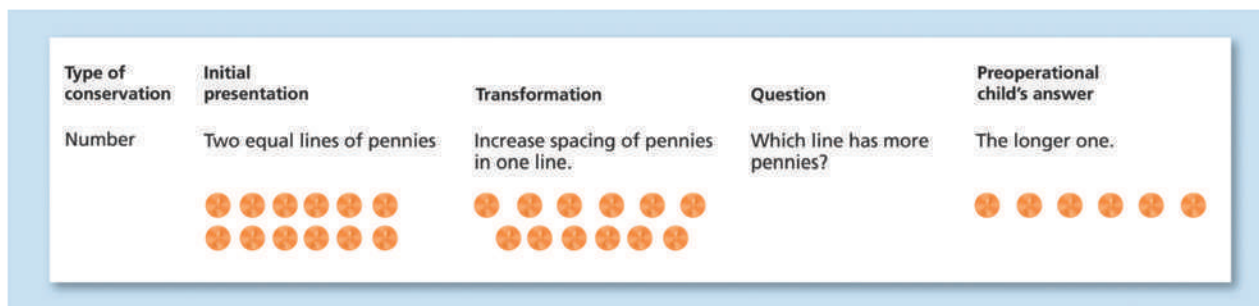 Type of conservation
Initial presentation
Transformation
Question
Preoperational child's answer
Number
Two equal lines of pennies
Increase spacing of pennies
in one line.
Which line has more
pennies?
The longer one.